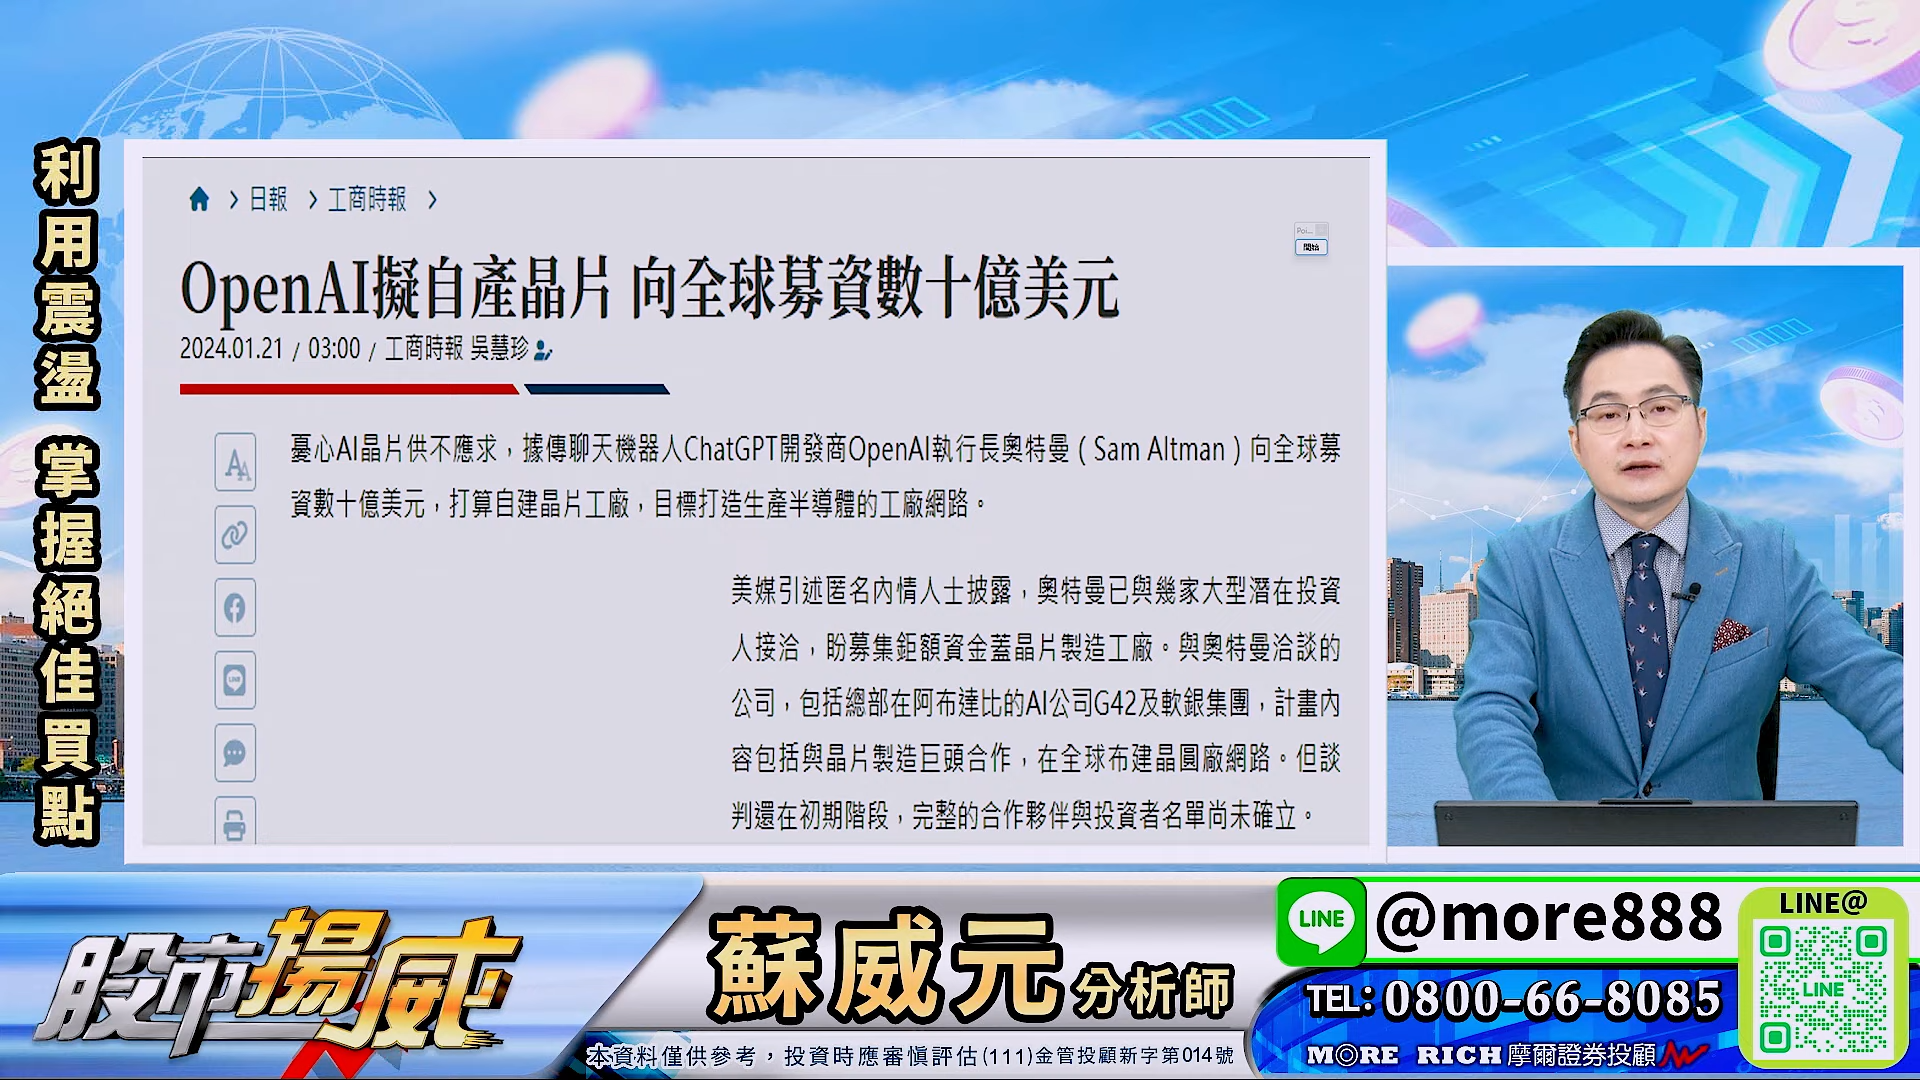 利用震盪 掌握絕佳買點
日報 > 工商時報 >
Poi...
開始
OpenAI擬自產晶片 向全球募資數十億美元
2024.01.21 / 03:00 / 工商時報 吳慧珍
憂心AI晶片供不應求，據傳聊天機器人ChatGPT開發商OpenAI執行長奧特曼（Sam Altman）向全球募
資數十億美元，打算自建晶片工廠，目標打造生產半導體的工廠網路。
美媒引述匿名內情人士披露，奧特曼已與幾家大型潛在投資
人接洽，盼募集鉅額資金蓋晶片製造工廠。與奧特曼洽談的
公司，包括總部在阿布達比的AI公司G42及軟銀集團，計畫內
容包括與晶片製造巨頭合作，在全球布建晶圓廠網路。但談
判還在初期階段，完整的合作夥伴與投資者名單尚未確立。
股市揚威
蘇威元 分析師
本資料僅供參考，投資時應審慎評估(111)金管投顧新字第014號
LINE
@more888
TEL:0800-66-8085
MORE RICH 摩爾證券投顧
LINE@
LINE